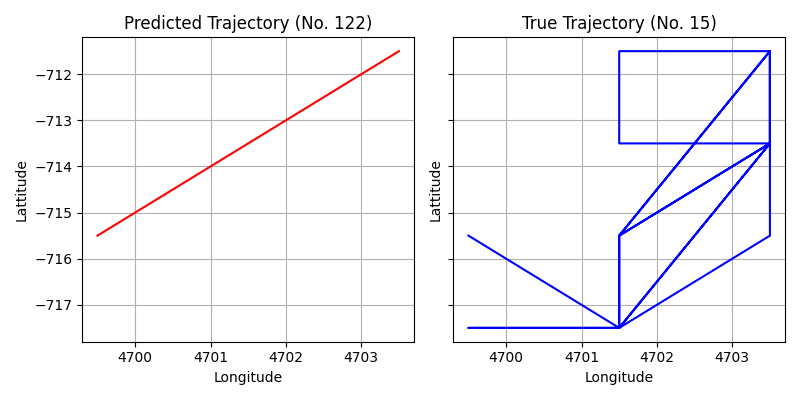 Predicted Trajectory (No. 122)
True Trajectory (No. 15)
Lattitude
−712
−713
−714
−715
−716
−717
4700
4701
4702
4703
Longitude
Lattitude
4700
4701
4702
4703
Longitude